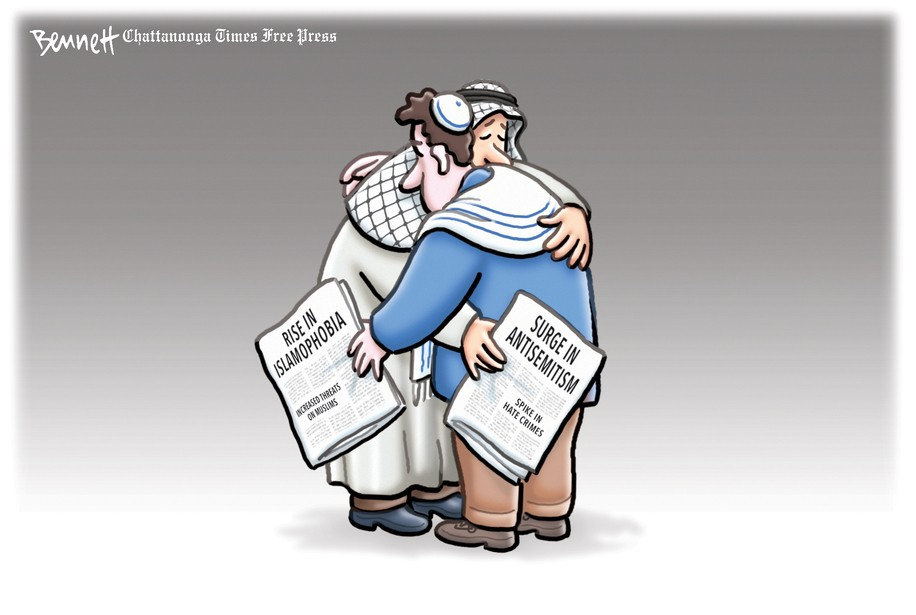 Bennett Chattanooga Times Free Press
RISE IN
ISLAMOPHOBIA
INCREASED THREATS
ON MUSLIMS
SURGE IN
ANTISEMITISM
SPIKE IN
HATE CRIMES